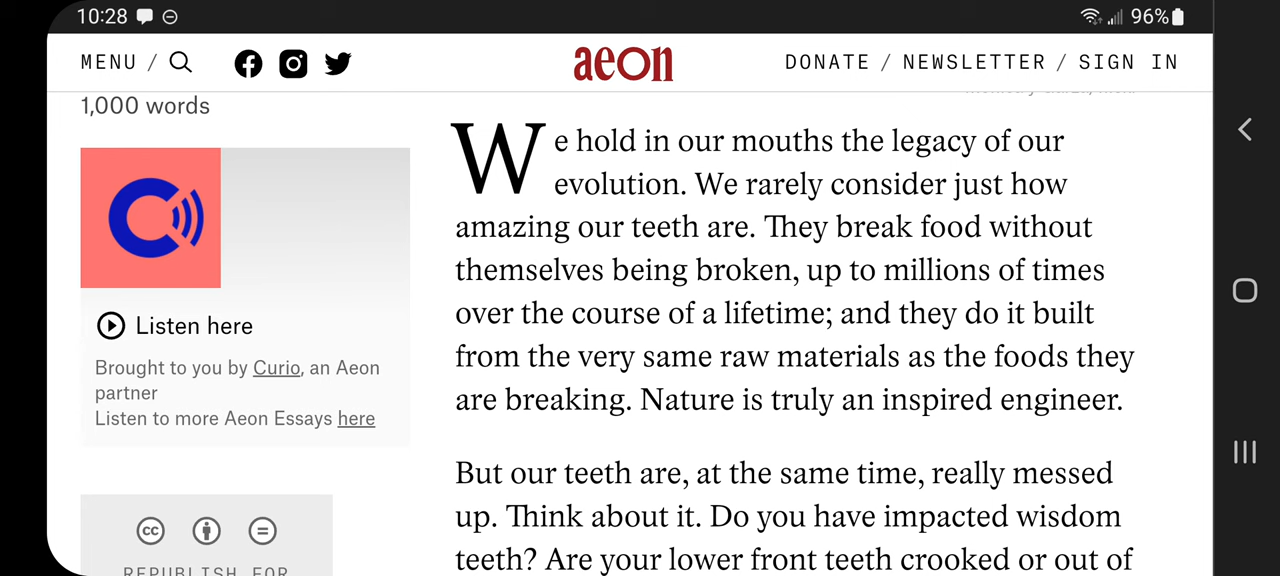 10:28
96%
MENU /
aeon
DONATE / NEWSLETTER / SIGN IN
1,000 words
Listen here
Brought to you by Curio, an Aeon
partner
Listen to more Aeon Essays here
cc
REPUBLISH FOR
We hold in our mouths the legacy of our
evolution. We rarely consider just how
amazing our teeth are. They break food without
themselves being broken, up to millions of times
over the course of a lifetime; and they do it built
from the very same raw materials as the foods they
are breaking. Nature is truly an inspired engineer.
But our teeth are, at the same time, really messed
up. Think about it. Do you have impacted wisdom
teeth? Are your lower front teeth crooked or out of